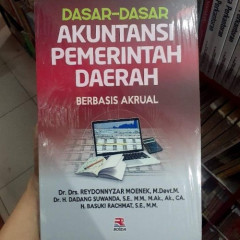 DASAR-DASAR
AKUNTANSI
PEMERINTAH
DAERAH
BERBASIS AKRUAL
Dr. Drs. REYDONNYZAR MOENEK, M.Devt.M.
Dr. H. DADANG SUWANDA, S.E., M.M., M.Ak., Ak., CA.
H. BASUKI RACHMAT, S.E., M.M.